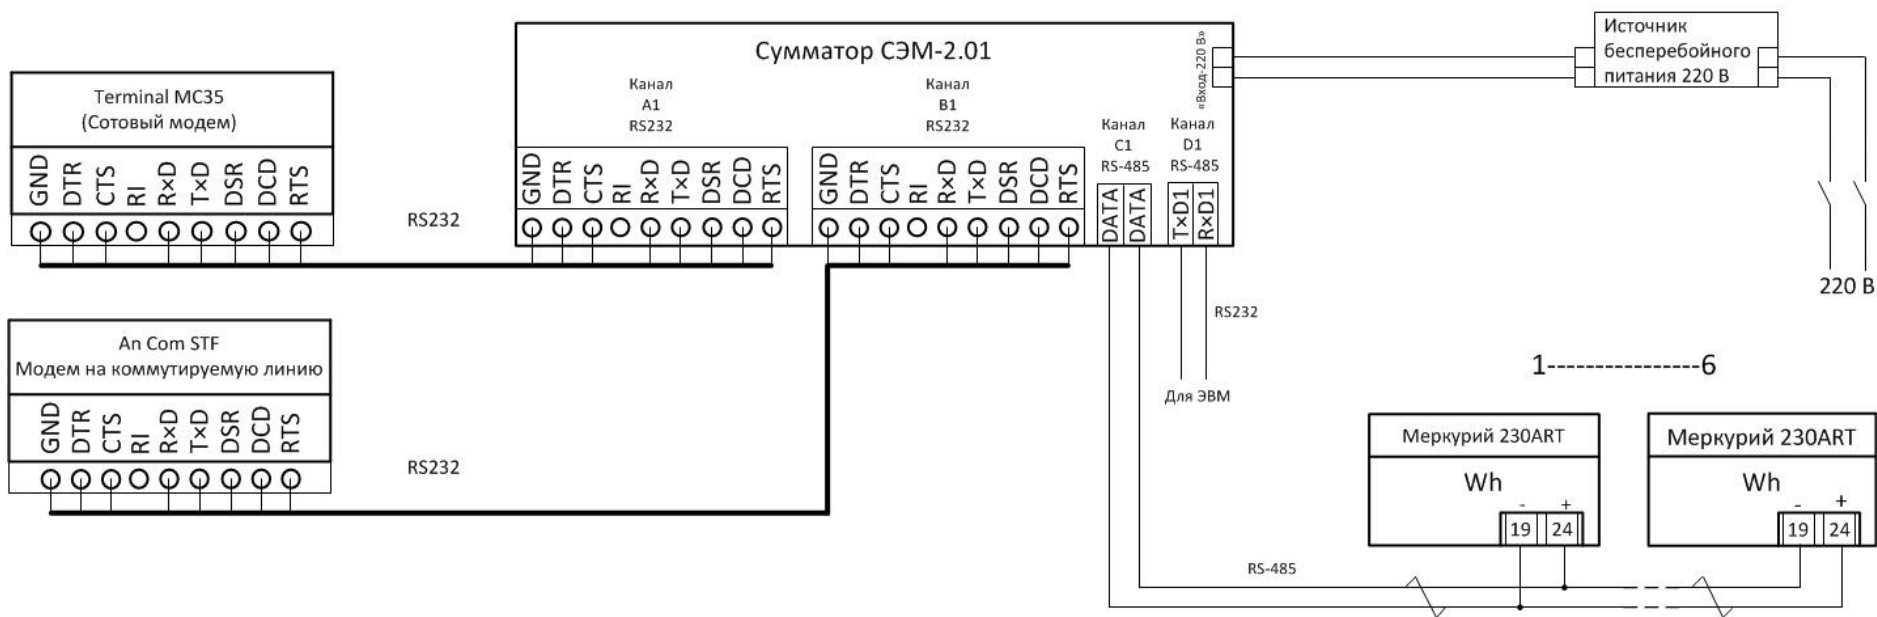 Сумматор СЭМ-2.01
Канал
A1
RS232
Канал
B1
RS232
«Вход-220 В»
Источник
бесперебойного
питания 220 В
Terminal MC35
(Сотовый модем)
GND DTR CTS RI R×D T×D DSR DCD RTS
RS232
GND DTR CTS RI R×D T×D DSR DCD RTS
GND DTR CTS RI R×D T×D DSR DCD RTS
Канал
C1
RS-485
DATA DATA
Канал
D1
RS-485
T×D1 R×D1
220 В
RS232
Для ЭВМ
An Com STF
Модем на коммутируемую линию
GND DTR CTS RI R×D T×D DSR DCD RTS
RS232
1---------------6
Меркурий 230ART
Wh
- +
19 24
Меркурий 230ART
Wh
- +
19 24
RS-485